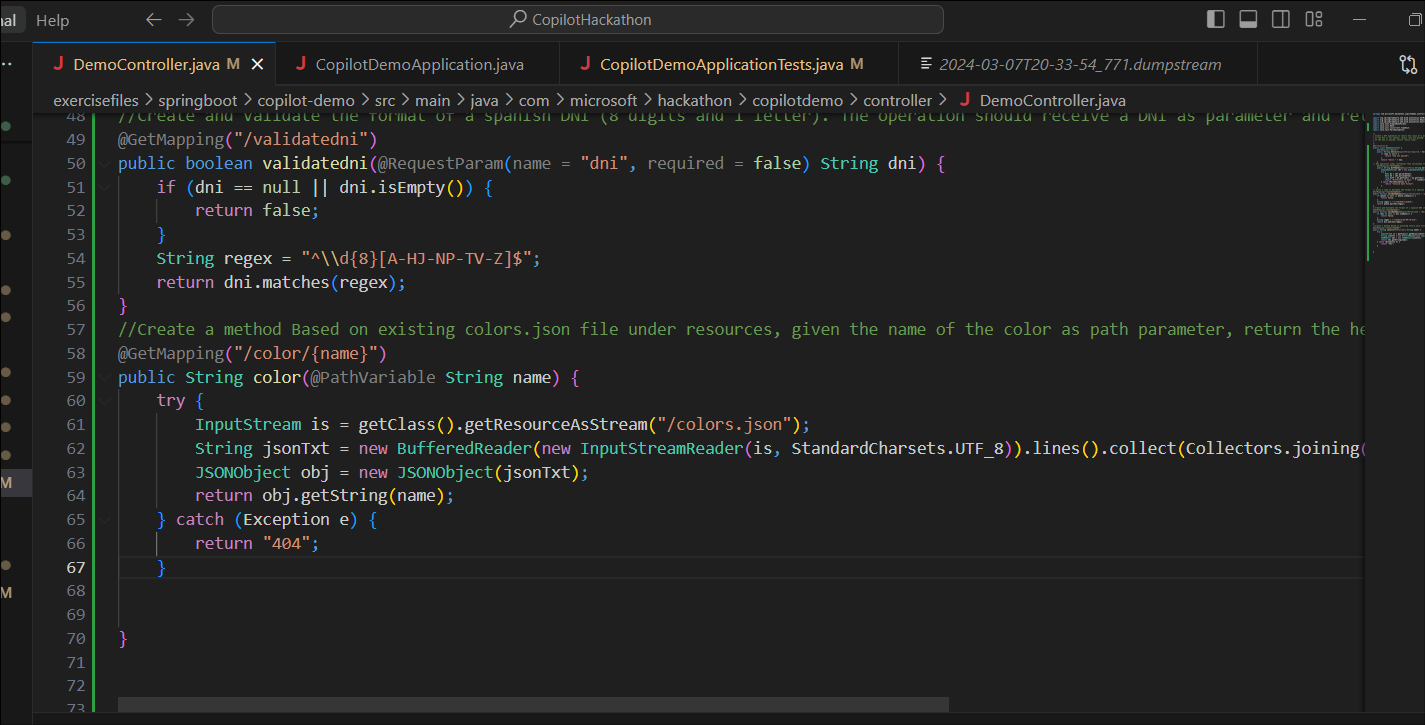 al Help CopilotHackathon
DemoController.java M CopilotDemoApplication.java CopilotDemoApplicationTests.java M 2024-03-07T20-33-54_771.dumpstream
exercisefiles > springboot > copilot-demo > src > main > java > com > microsoft > hackathon > copilotdemo > controller > DemoController.java
48 //Create and validate the format of a spanish DNI (8 digits and 1 letter). The operation should receive a DNI as parameter and ret
49 @GetMapping("/validatedni")
50 public boolean validatedni(@RequestParam(name = "dni", required = false) String dni) {
51 if (dni == null || dni.isEmpty()) {
52 return false;
53 }
54 String regex = "^\\d{8}[A-HJ-NP-TV-Z]$";
55 return dni.matches(regex);
56 }
57 //Create a method Based on existing colors.json file under resources, given the name of the color as path parameter, return the he
58 @GetMapping("/color/{name}")
59 public String color(@PathVariable String name) {
60 try {
61 InputStream is = getClass().getResourceAsStream("/colors.json");
62 String jsonTxt = new BufferedReader(new InputStreamReader(is, StandardCharsets.UTF_8)).lines().collect(Collectors.joining(
63 JSONObject obj = new JSONObject(jsonTxt);
64 return obj.getString(name);
65 } catch (Exception e) {
66 return "404";
67 }
68
69
70 }
71
72
73
M
M